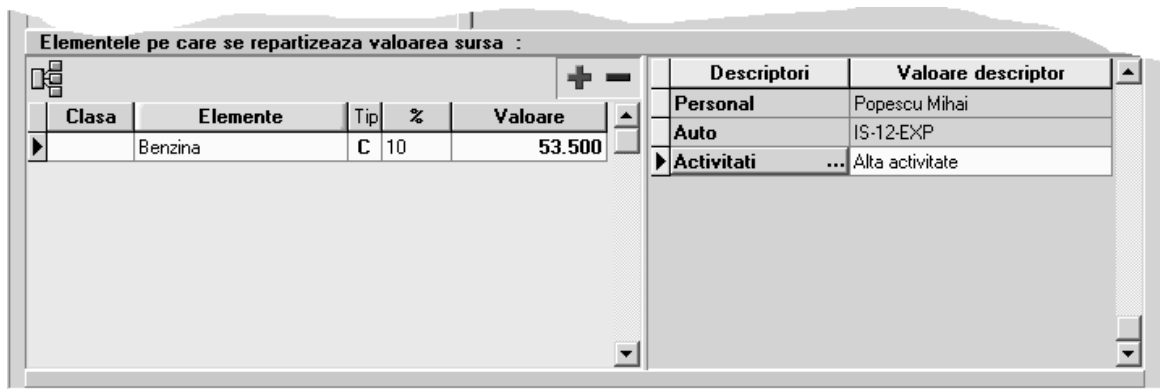 Elementele pe care se repartizeaza valoarea sursa :
Clasa Elemente Tip % Valoare
Benzina C 10 53.500
Descriptori Valoare descriptor
Personal Popescu Mihai
Auto IS-12-EXP
Activitati ... Alta activitate